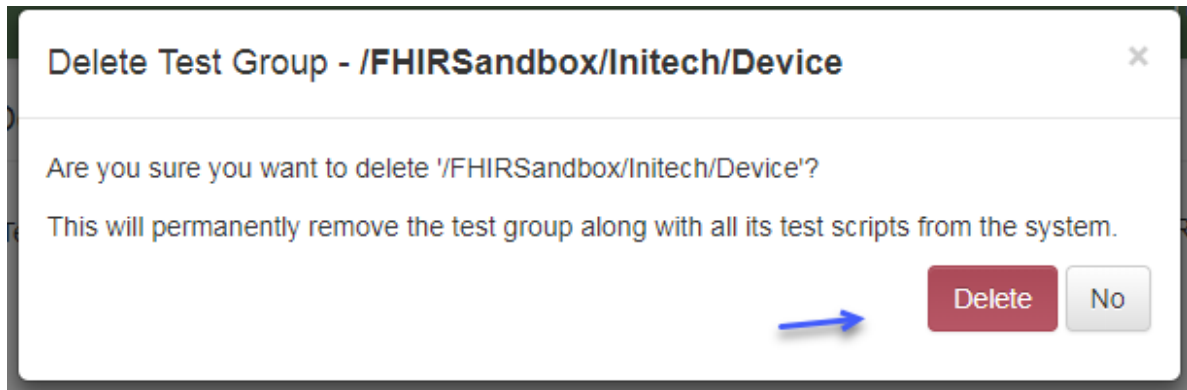 Delete Test Group - /FHIRSandbox/Initech/Device ×
Are you sure you want to delete '/FHIRSandbox/Initech/Device'?
This will permanently remove the test group along with all its test scripts from the system.
Delete No